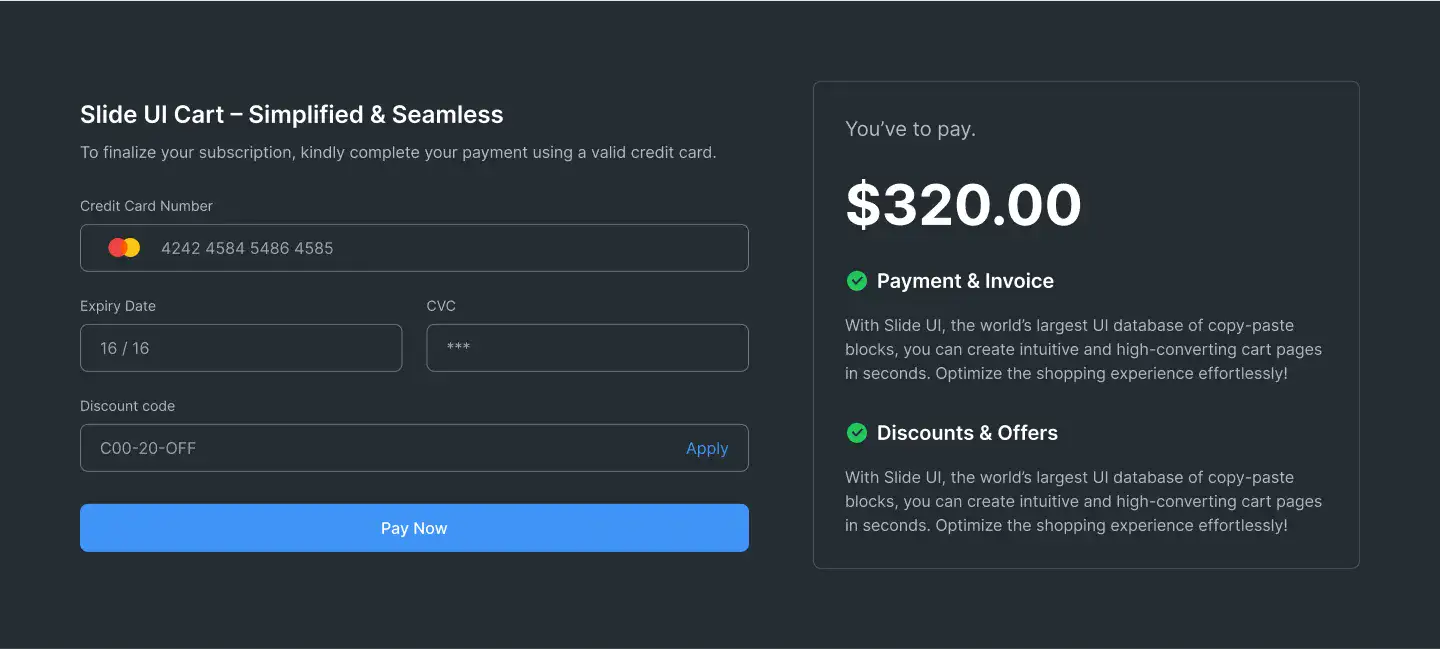 Slide UI Cart – Simplified & Seamless
To finalize your subscription, kindly complete your payment using a valid credit card.
Credit Card Number
4242 4584 5486 4585
Expiry Date
CVC
16 / 16
***
Discount code
C00-20-OFF
Apply
Pay Now
You’ve to pay.
$320.00
Payment & Invoice
With Slide UI, the world’s largest UI database of copy-paste
blocks, you can create intuitive and high-converting cart pages
in seconds. Optimize the shopping experience effortlessly!
Discounts & Offers
With Slide UI, the world’s largest UI database of copy-paste
blocks, you can create intuitive and high-converting cart pages
in seconds. Optimize the shopping experience effortlessly!